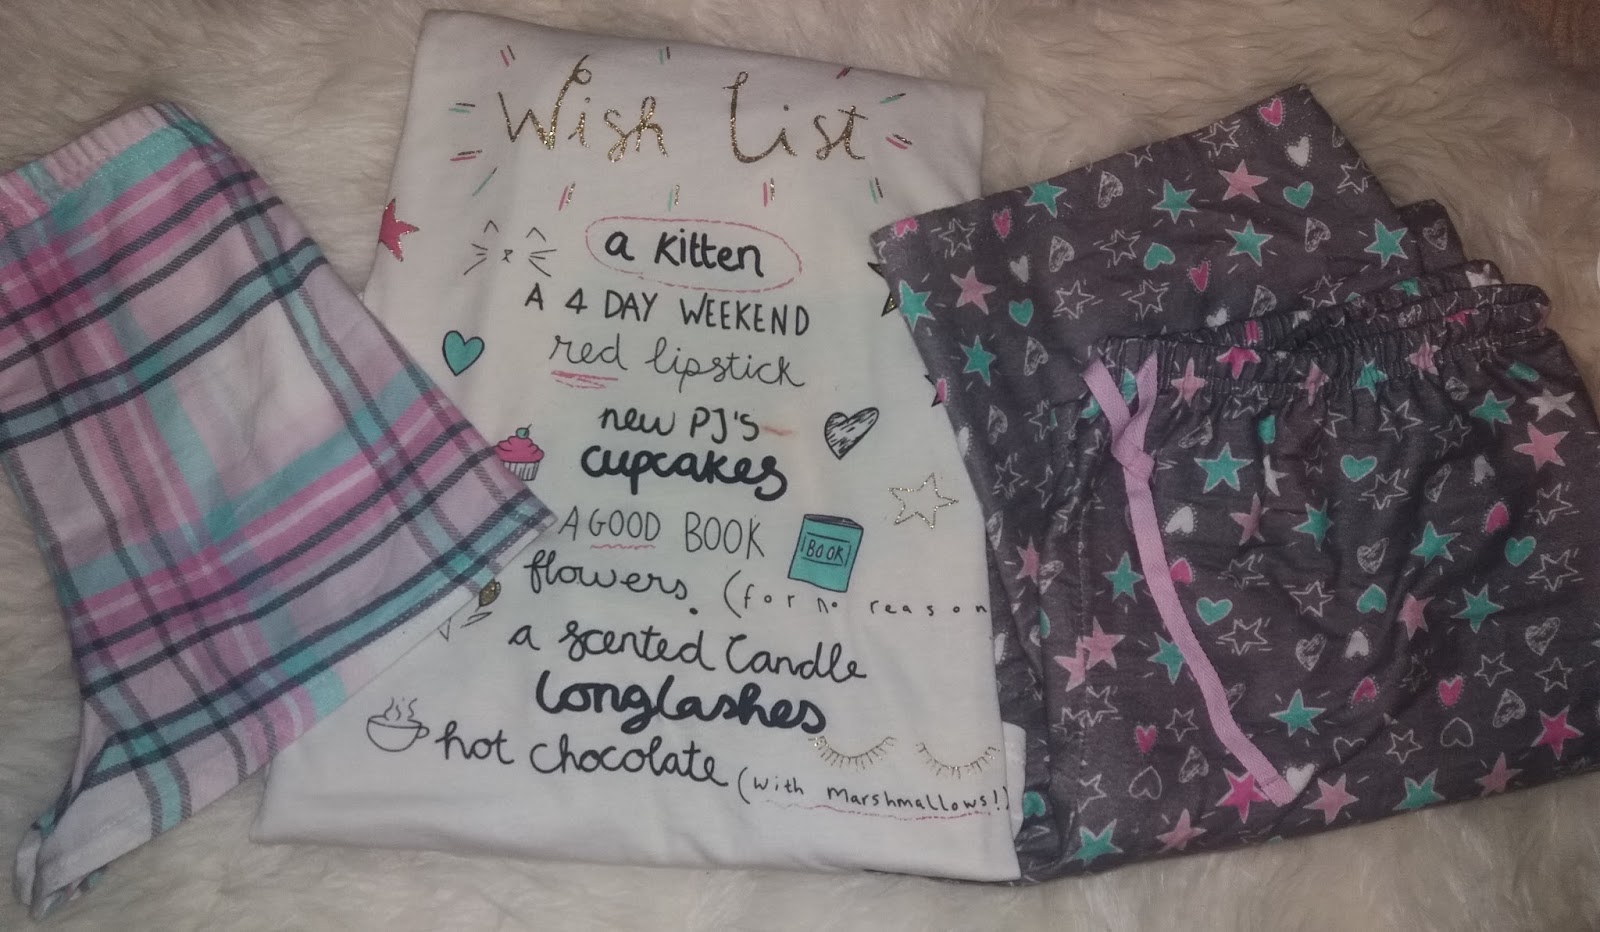 Wish List
a kitten
A 4 DAY WEEKEND
red lipstick
new PJ's
cupcakes
A GOOD BOOK
BOOK
flowers. (for no reason
a scented Candle
longlashes
hot chocolate (with marshmallows!)